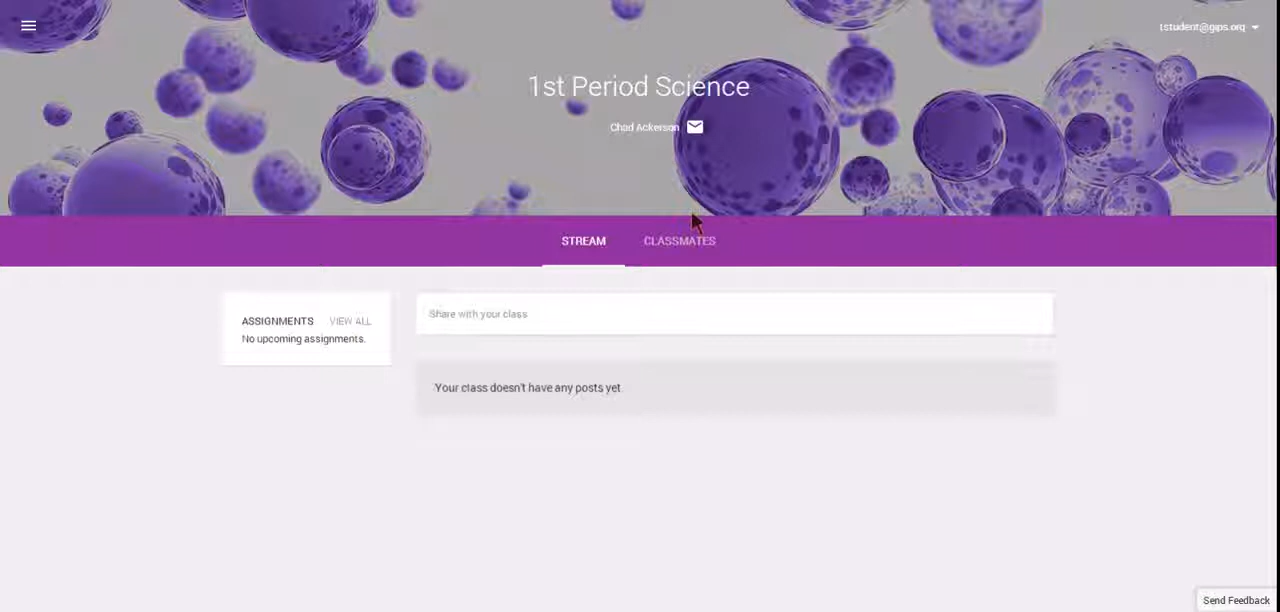 tstudent@gips.org
1st Period Science
Chad Ackerson
STREAM
CLASSMATES
ASSIGNMENTS VIEW ALL
No upcoming assignments.
Share with your class
Your class doesn't have any posts yet.
Send Feedback